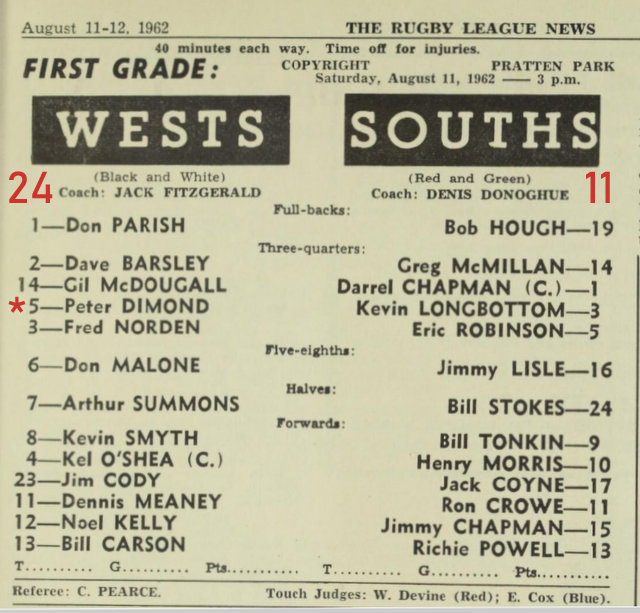 August 11-12, 1962 THE RUGBY LEAGUE NEWS
40 minutes each way. Time off for injuries.
FIRST GRADE: COPYRIGHT PRATTEN PARK
Saturday, August 11, 1962 — 3 p.m.
WESTS SOUTHS
(Black and White) (Red and Green)
24 Coach: JACK FITZGERALD Coach: DENIS DONOGHUE 11
Full-backs:
1—Don PARISH Bob HOUGH—19
Three-quarters:
2—Dave BARSLEY Greg McMILLAN—14
14—Gil McDOUGALL Darrel CHAPMAN (C.)—1
*5—Peter DIMOND Kevin LONGBOTTOM—3
3—Fred NORDEN Eric ROBINSON—5
Five-eighths:
6—Don MALONE Jimmy LISLE—16
Halves:
7—Arthur SUMMONS Bill STOKES—24
Forwards:
8—Kevin SMYTH Bill TONKIN—9
4—Kel O'SHEA (C.) Henry MORRIS—10
23—Jim CODY Jack COYNE—17
11—Dennis MEANEY Ron CROWE—11
12—Noel KELLY Jimmy CHAPMAN—15
13—Bill CARSON Richie POWELL—13
T.......... G.......... Pts........... T.......... G.......... Pts...........
Referee: C. PEARCE. Touch Judges: W. Devine (Red); E. Cox (Blue).